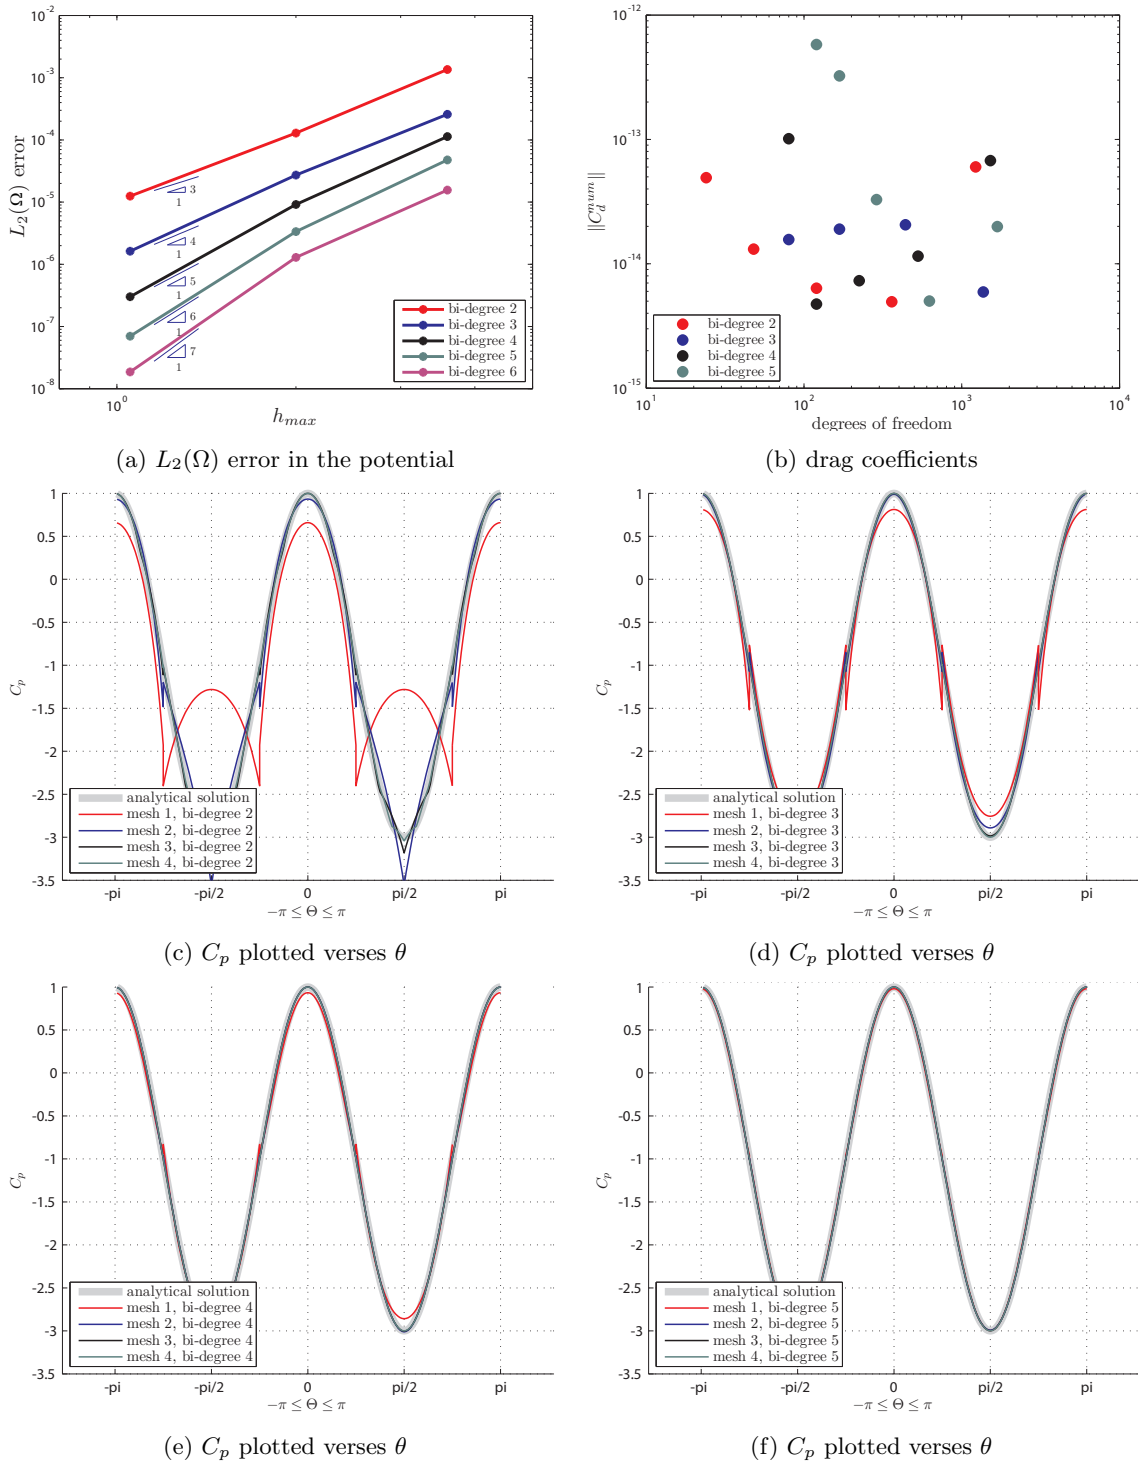 10^-2
10^-3
10^-4
10^-5
10^-6
10^-7
10^-8
L_2(Ω) error
3
1
4
1
5
1
6
1
7
1
bi-degree 2
bi-degree 3
bi-degree 4
bi-degree 5
bi-degree 6
10^0
h_max
(a) L_2(Ω) error in the potential
10^-12
10^-13
10^-14
10^-15
||C_d^num||
bi-degree 2
bi-degree 3
bi-degree 4
bi-degree 5
10^1
10^2
10^3
10^4
degrees of freedom
(b) drag coefficients
1
0.5
0
-0.5
-1
-1.5
-2
-2.5
-3
-3.5
C_p
analytical solution
mesh 1, bi-degree 2
mesh 2, bi-degree 2
mesh 3, bi-degree 2
mesh 4, bi-degree 2
-pi
-pi/2
0
pi/2
pi
−π ≤ Θ ≤ π
(c) C_p plotted verses θ
1
0.5
0
-0.5
-1
-1.5
-2
-2.5
-3
-3.5
C_p
analytical solution
mesh 1, bi-degree 3
mesh 2, bi-degree 3
mesh 3, bi-degree 3
mesh 4, bi-degree 3
-pi
-pi/2
0
pi/2
pi
−π ≤ Θ ≤ π
(d) C_p plotted verses θ
1
0.5
0
-0.5
-1
-1.5
-2
-2.5
-3
-3.5
C_p
analytical solution
mesh 1, bi-degree 4
mesh 2, bi-degree 4
mesh 3, bi-degree 4
mesh 4, bi-degree 4
-pi
-pi/2
0
pi/2
pi
−π ≤ Θ ≤ π
(e) C_p plotted verses θ
1
0.5
0
-0.5
-1
-1.5
-2
-2.5
-3
-3.5
C_p
analytical solution
mesh 1, bi-degree 5
mesh 2, bi-degree 5
mesh 3, bi-degree 5
mesh 4, bi-degree 5
-pi
-pi/2
0
pi/2
pi
−π ≤ Θ ≤ π
(f) C_p plotted verses θ